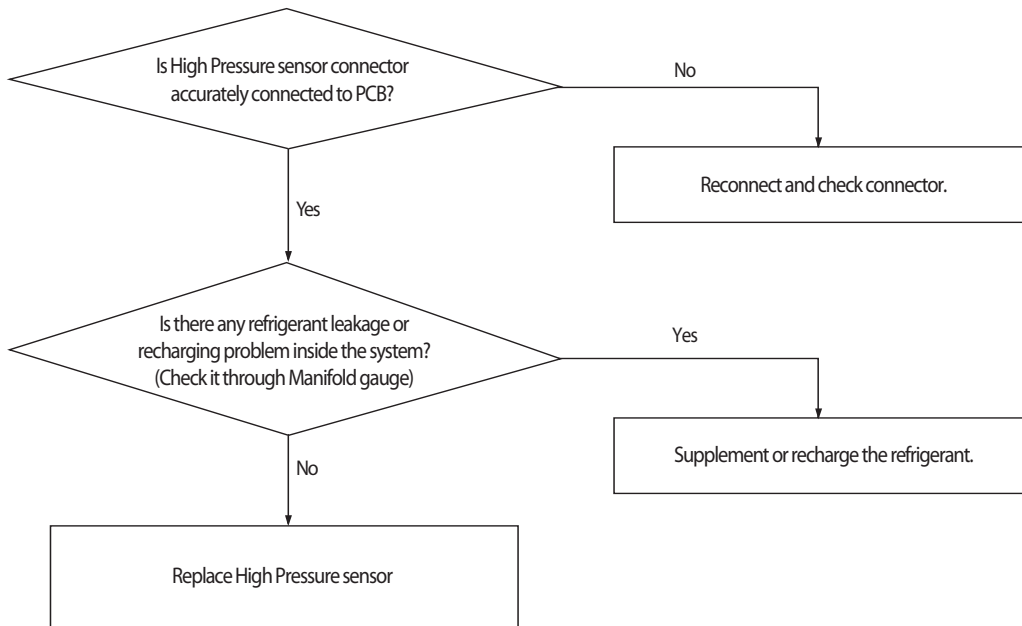 Is High Pressure sensor connector
accurately connected to PCB?
No
Reconnect and check connector.
Yes
Is there any refrigerant leakage or
recharging problem inside the system?
(Check it through Manifold gauge)
Yes
Supplement or recharge the refrigerant.
No
Replace High Pressure sensor